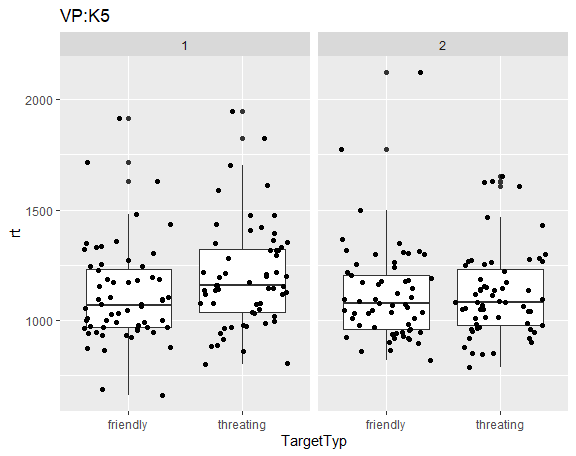 VP:K5
1 2
2000
1500
1000
rt
friendly threating friendly threating
TargetTyp